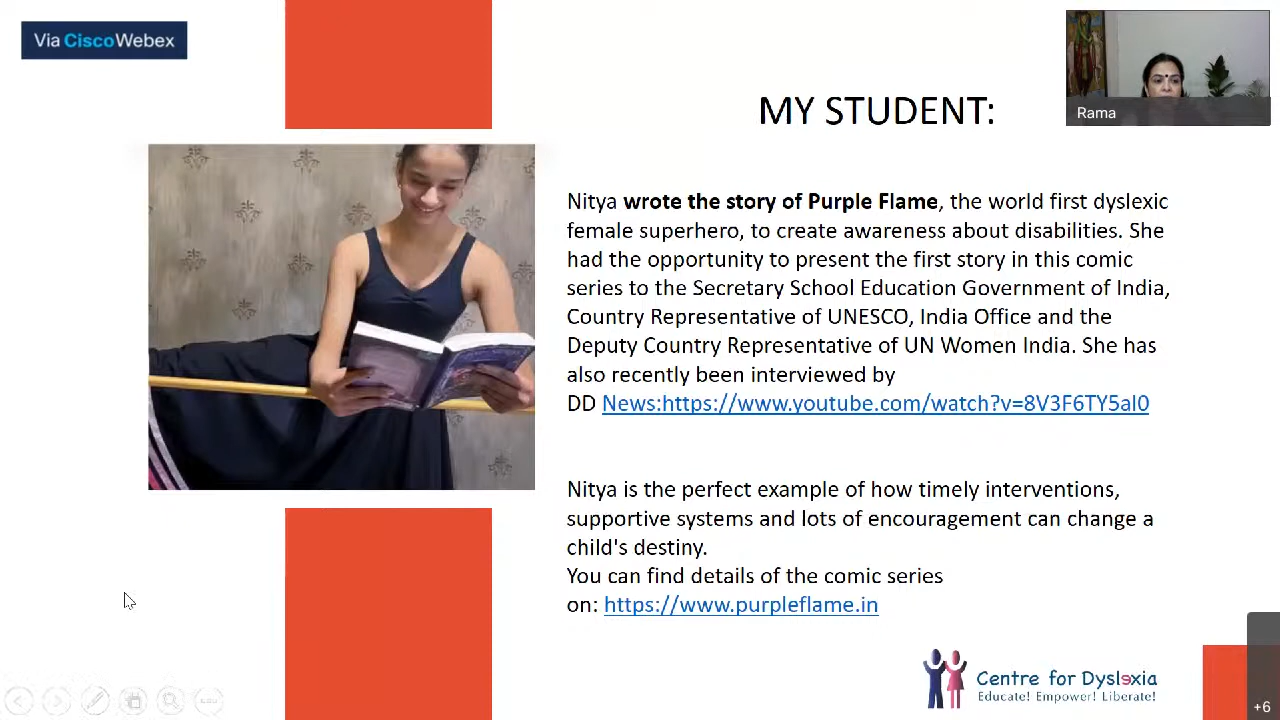 Via CiscoWebex
Rama
MY STUDENT:
Nitya wrote the story of Purple Flame, the world first dyslexic
female superhero, to create awareness about disabilities. She
had the opportunity to present the first story in this comic
series to the Secretary School Education Government of India,
Country Representative of UNESCO, India Office and the
Deputy Country Representative of UN Women India. She has
also recently been interviewed by
DD News:https://www.youtube.com/watch?v=8V3F6TY5al0
Nitya is the perfect example of how timely interventions,
supportive systems and lots of encouragement can change a
child's destiny.
You can find details of the comic series
on: https://www.purpleflame.in
Centre for Dyslexia
Educate! Empower! Liberate!
+6